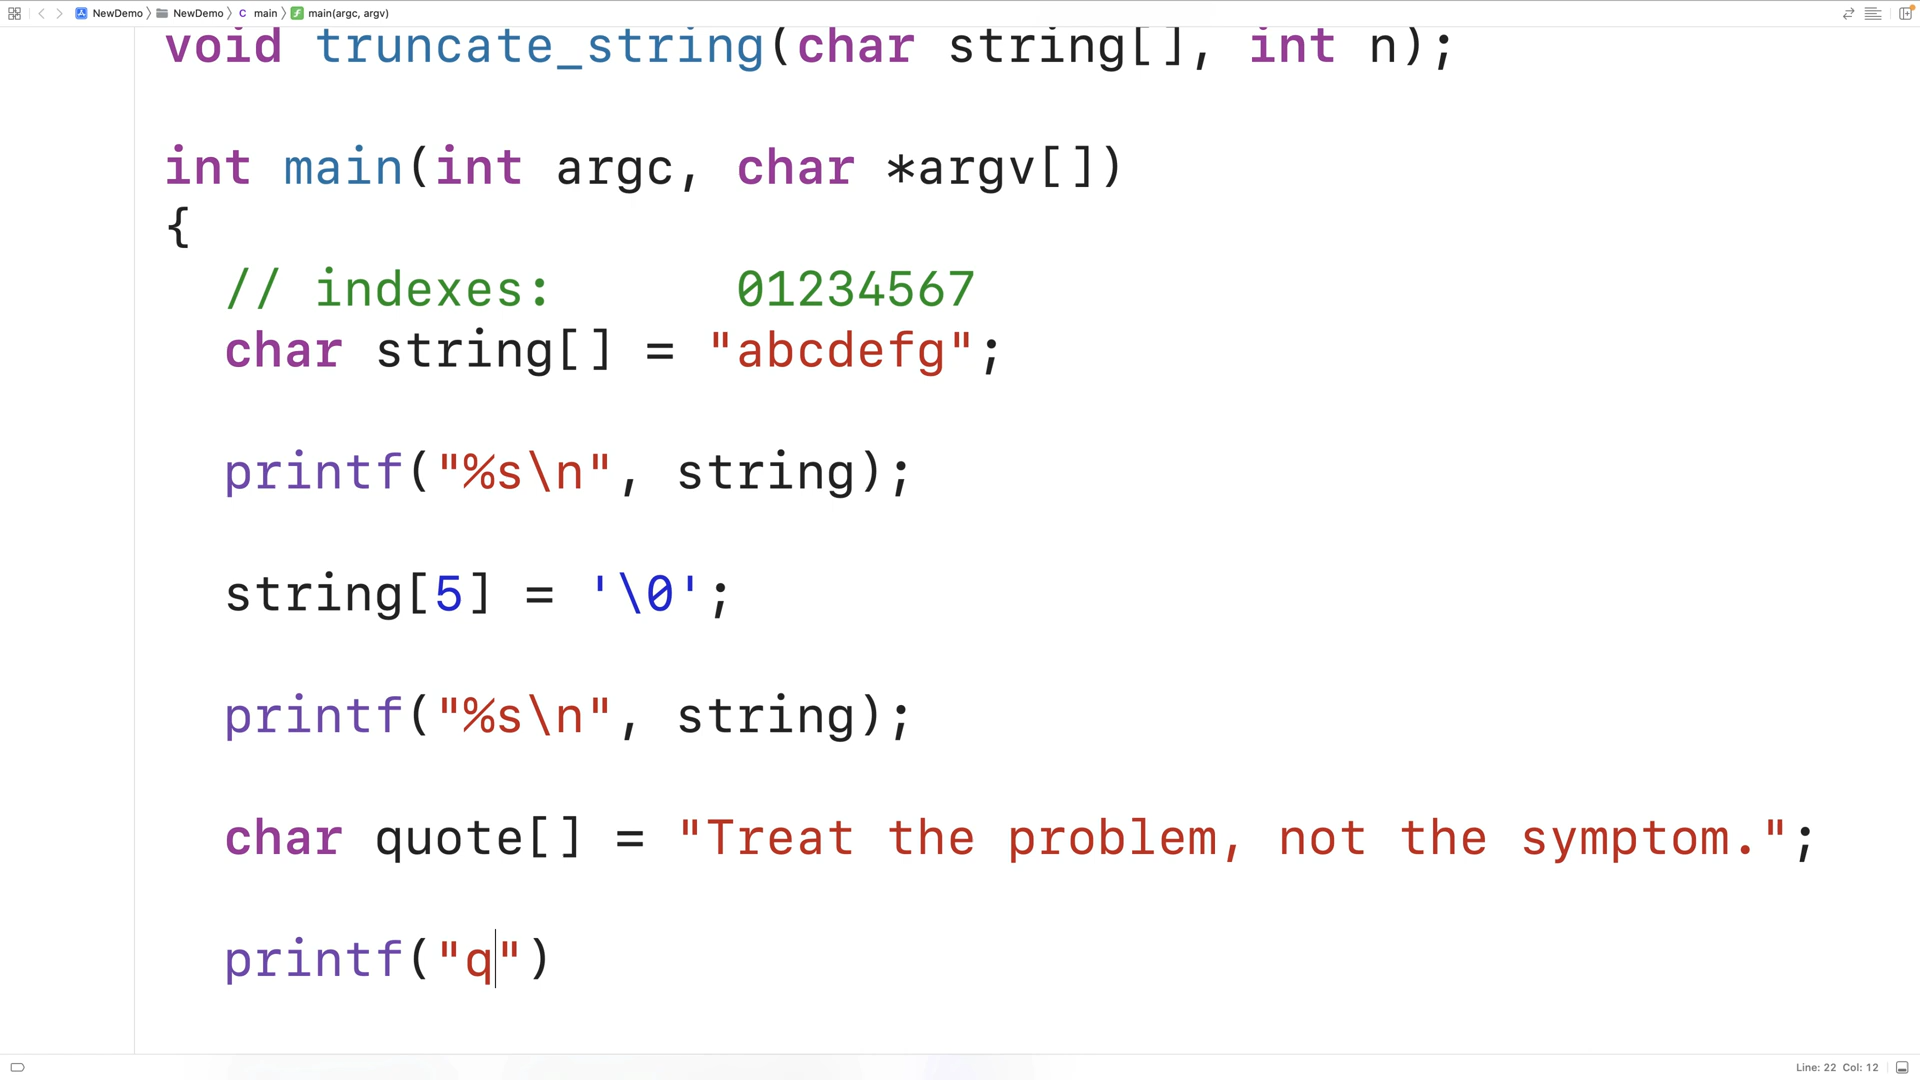 NewDemo 〉 NewDemo 〉 C main 〉 f main(argc, argv)
void truncate_string(char string[], int n);
int main(int argc, char *argv[])
{
// indexes:      01234567
char string[] = "abcdefg";
printf("%s\n", string);
string[5] = '\0';
printf("%s\n", string);
char quote[] = "Treat the problem, not the symptom.";
printf("q")
Line: 22 Col: 12